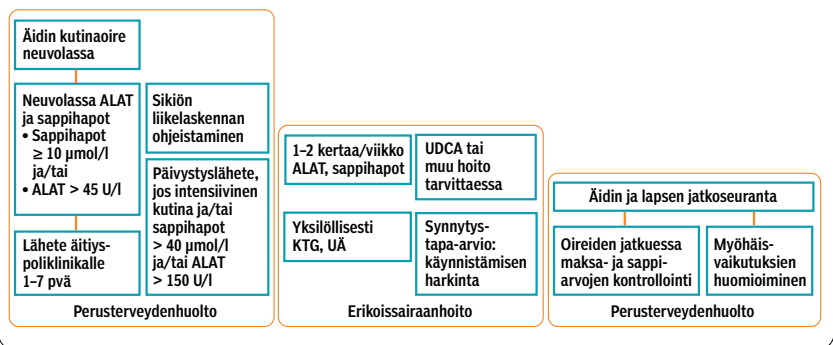 Äidin kutinaoire
neuvolassa
Neuvolassa ALAT
ja sappihapot
• Sappihapot
≥ 10 µmol/l
ja/tai
• ALAT > 45 U/l
Lähete äitiys-
poliklinikalle
1–7 pvä
Sikiön
liikelaskennan
ohjeistaminen
Päivystyslähete,
jos intensiivinen
kutina ja/tai
sappihapot
> 40 µmol/l
ja/tai ALAT
> 150 U/l
Perusterveydenhuolto
1–2 kertaa/viikko
ALAT, sappihapot
UDCA tai
muu hoito
tarvittaessa
Yksilöllisesti
KTG, UÄ
Synnytys-
tapa-arvio:
käynnistämisen
harkinta
Erikoissairaanhoito
Äidin ja lapsen jatkoseuranta
Oireiden jatkuessa
maksa- ja sappi-
arvojen kontrollointi
Myöhäis-
vaikutuksien
huomioiminen
Perusterveydenhuolto